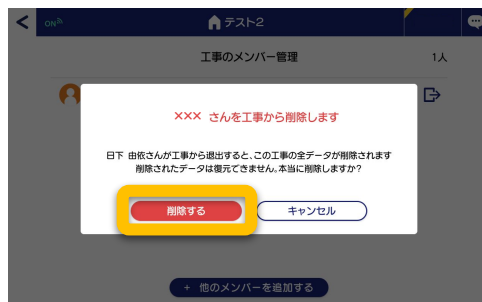 ON
テスト2
工事のメンバー管理
1人
××× さんを工事から削除します
日下 由依さんが工事から退出すると、この工事の全データが削除されます
削除されたデータは復元できません。本当に削除しますか?
削除する
キャンセル
+ 他のメンバーを追加する